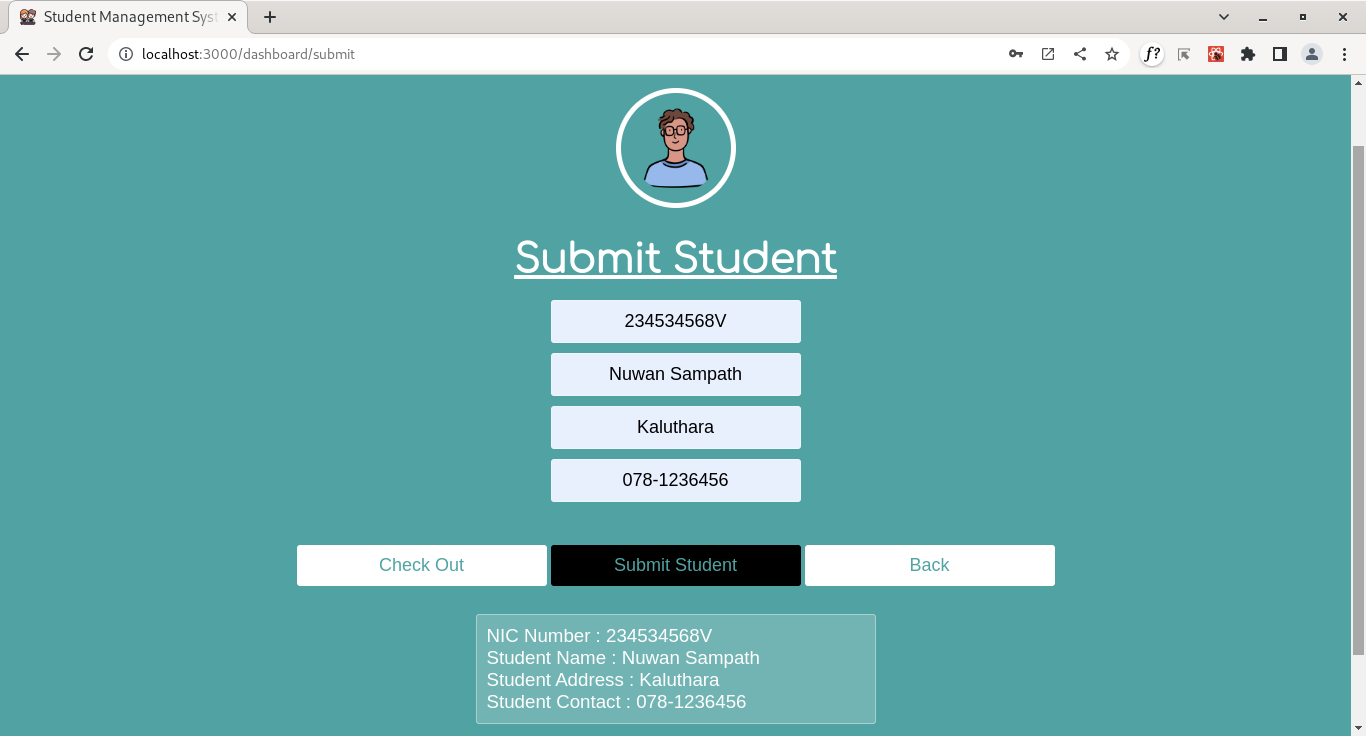 Student Management Syst
localhost:3000/dashboard/submit
f?
Submit Student
234534568V
Nuwan Sampath
Kaluthara
078-1236456
Check Out
Submit Student
Back
NIC Number : 234534568V
Student Name : Nuwan Sampath
Student Address : Kaluthara
Student Contact : 078-1236456